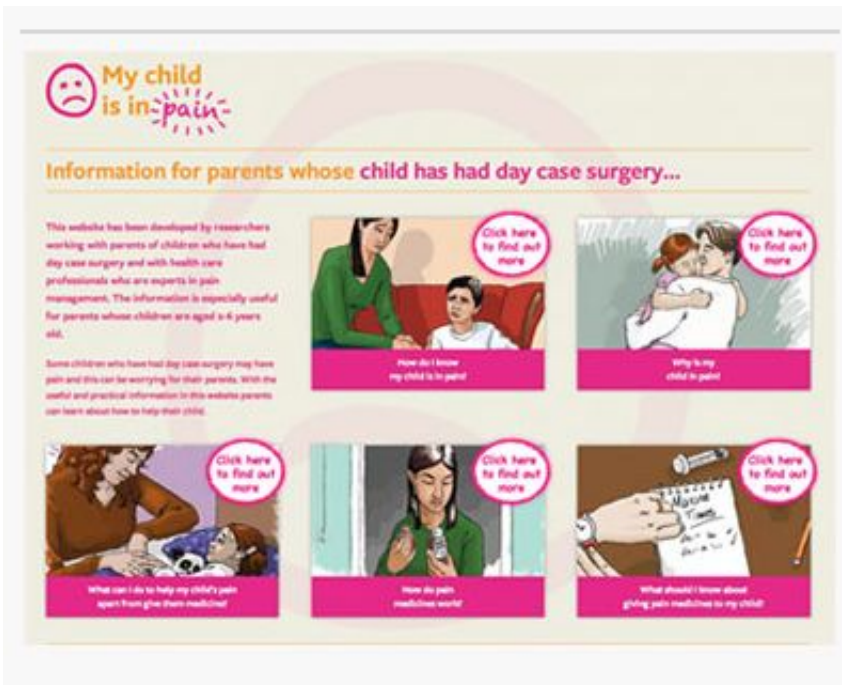 My child
is in pain
Information for parents whose child has had day case surgery...
This website has been developed by researchers
working with parents of children who have had
day case surgery and with health care
professionals who are experts in pain
management. The information is especially useful
for parents whose children are aged 2-6 years
old.
Some children who have had day case surgery may have
pain and this can be worrying for their parents. With the
useful and practical information in this website parents
can learn about how to help their child.
Click here
to find out
more
How do I know
my child is in pain?
Click here
to find out
more
Why is my
child in pain?
Click here
to find out
more
What can I do to help my child's pain
apart from give them medicine?
Click here
to find out
more
How do pain
medicines work?
Click here
to find out
more
Times
What should I know about
giving pain medicines to my child?